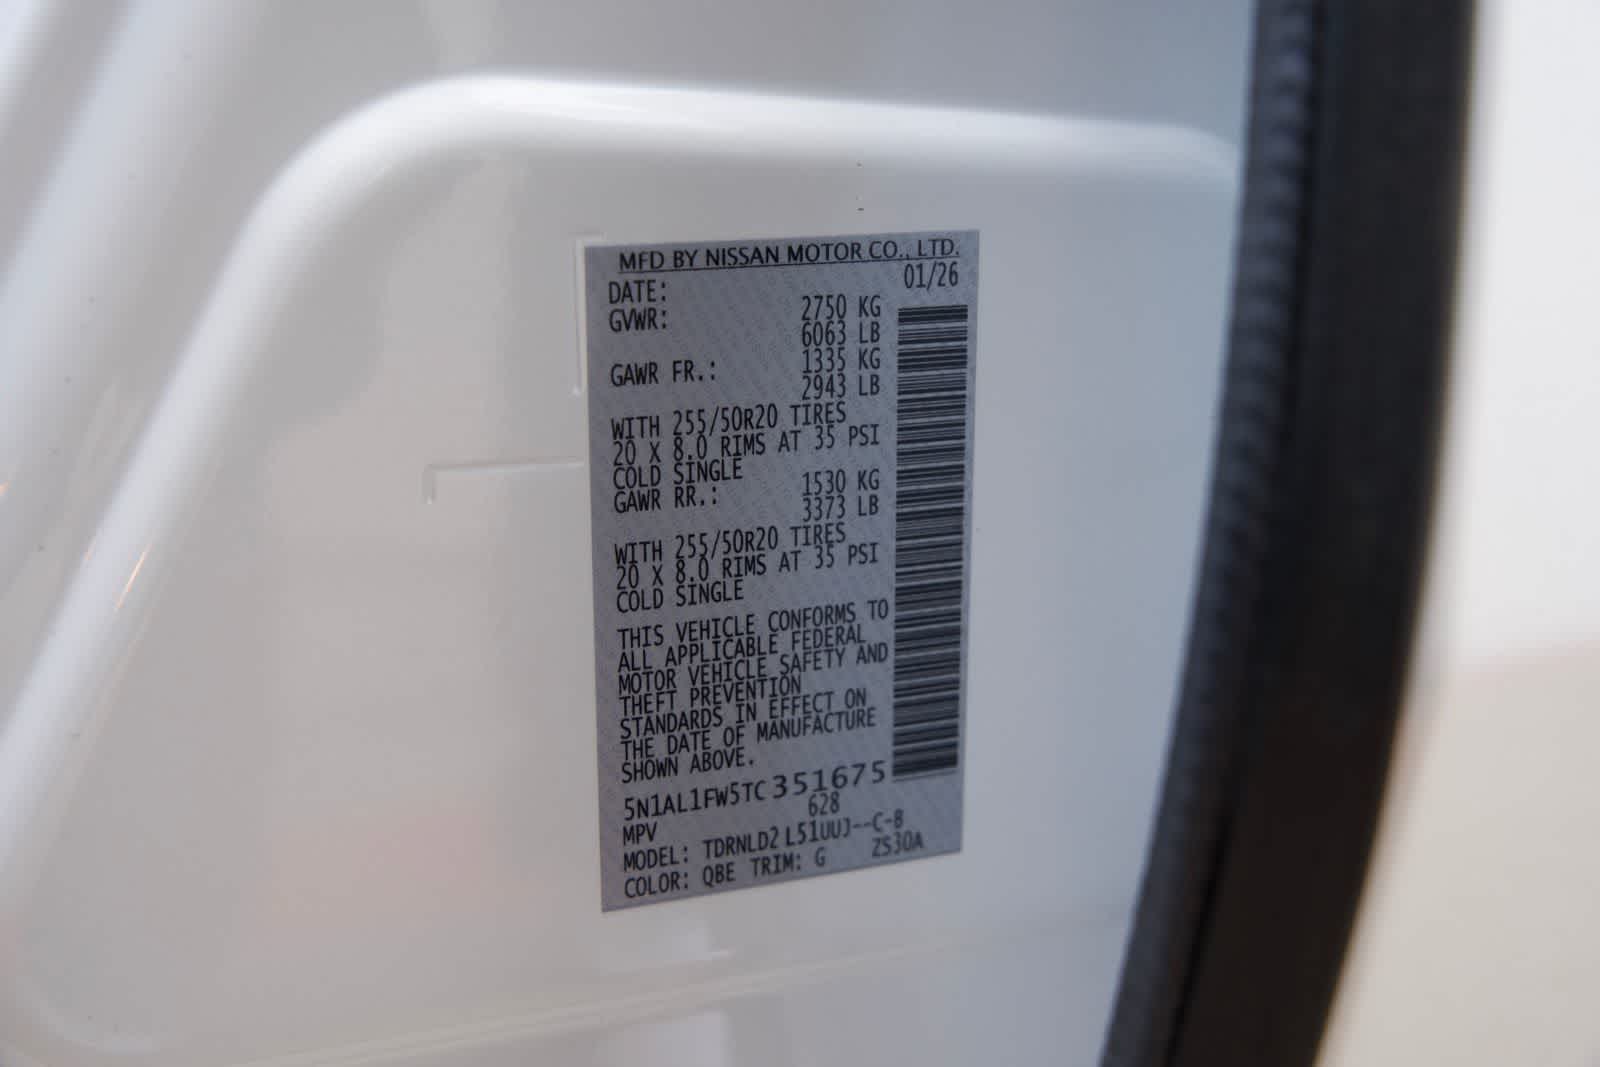 MFD BY NISSAN MOTOR CO., LTD.
DATE: 01/26
GVWR: 2750 KG
6063 LB
GAWR FR.: 1335 KG
2943 LB
WITH 255/50R20 TIRES
20 X 8.0 RIMS AT 35 PSI
COLD SINGLE
GAWR RR.: 1530 KG
3373 LB
WITH 255/50R20 TIRES
20 X 8.0 RIMS AT 35 PSI
COLD SINGLE
THIS VEHICLE CONFORMS TO
ALL APPLICABLE FEDERAL
MOTOR VEHICLE SAFETY AND
THEFT PREVENTION
STANDARDS IN EFFECT ON
THE DATE OF MANUFACTURE
SHOWN ABOVE.
5N1AL1FW5TC351675
MPV 628
MODEL: TDRNLD2 L51UUJ--C-B
COLOR: QBE TRIM: G ZS30A